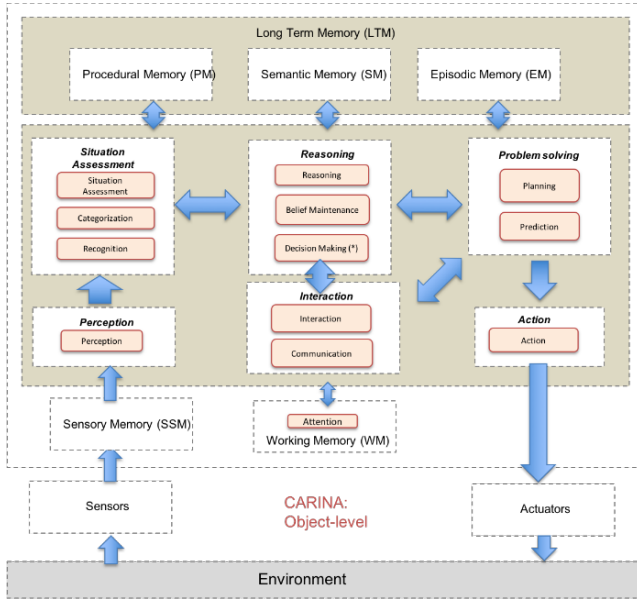 Long Term Memory (LTM)
Procedural Memory (PM)
Semantic Memory (SM)
Episodic Memory (EM)
Situation
Assessment
Situation
Assessment
Categorization
Recognition
Reasoning
Reasoning
Belief Maintenance
Decision Making (*)
Problem solving
Planning
Prediction
Interaction
Interaction
Communication
Perception
Perception
Action
Action
Sensory Memory (SSM)
Attention
Working Memory (WM)
Sensors
CARINA:
Object-level
Actuators
Environment